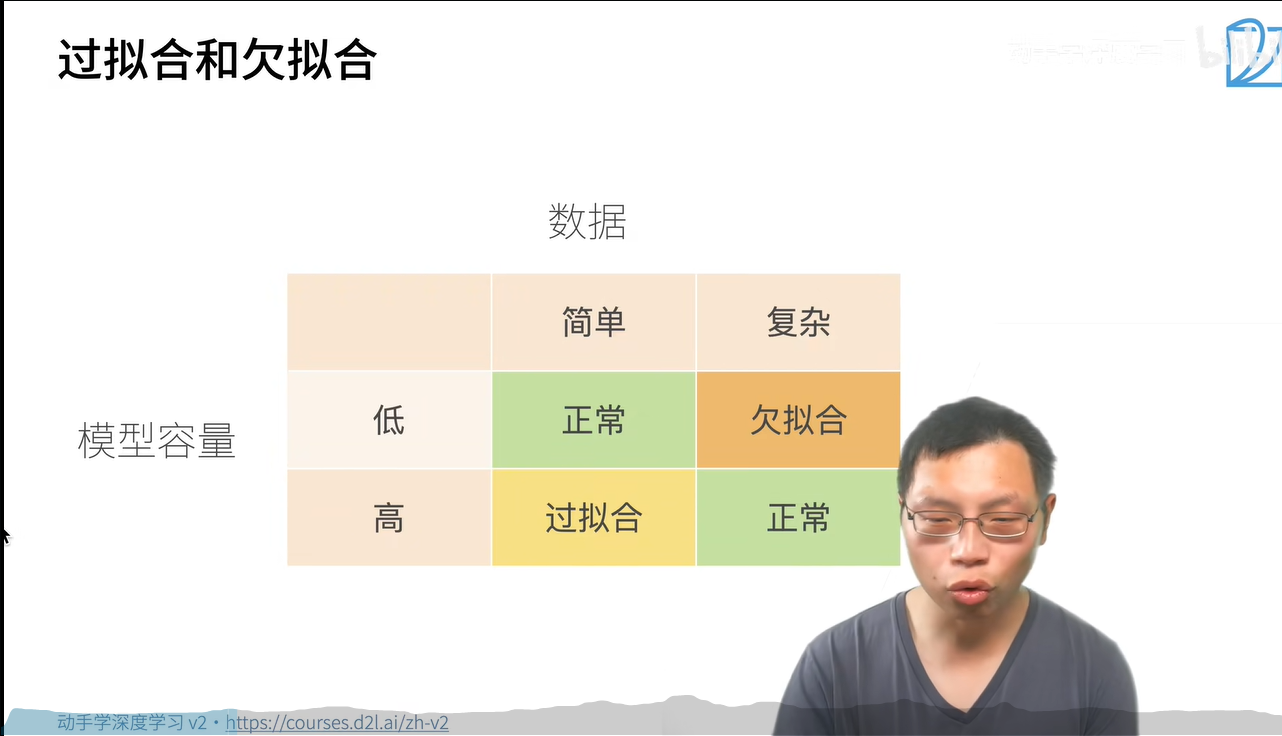 过拟合和欠拟合
数据
简单 复杂
模型容量
低 正常 欠拟合
高 过拟合 正常
动手学深度学习 v2 · https://courses.d2l.ai/zh-v2